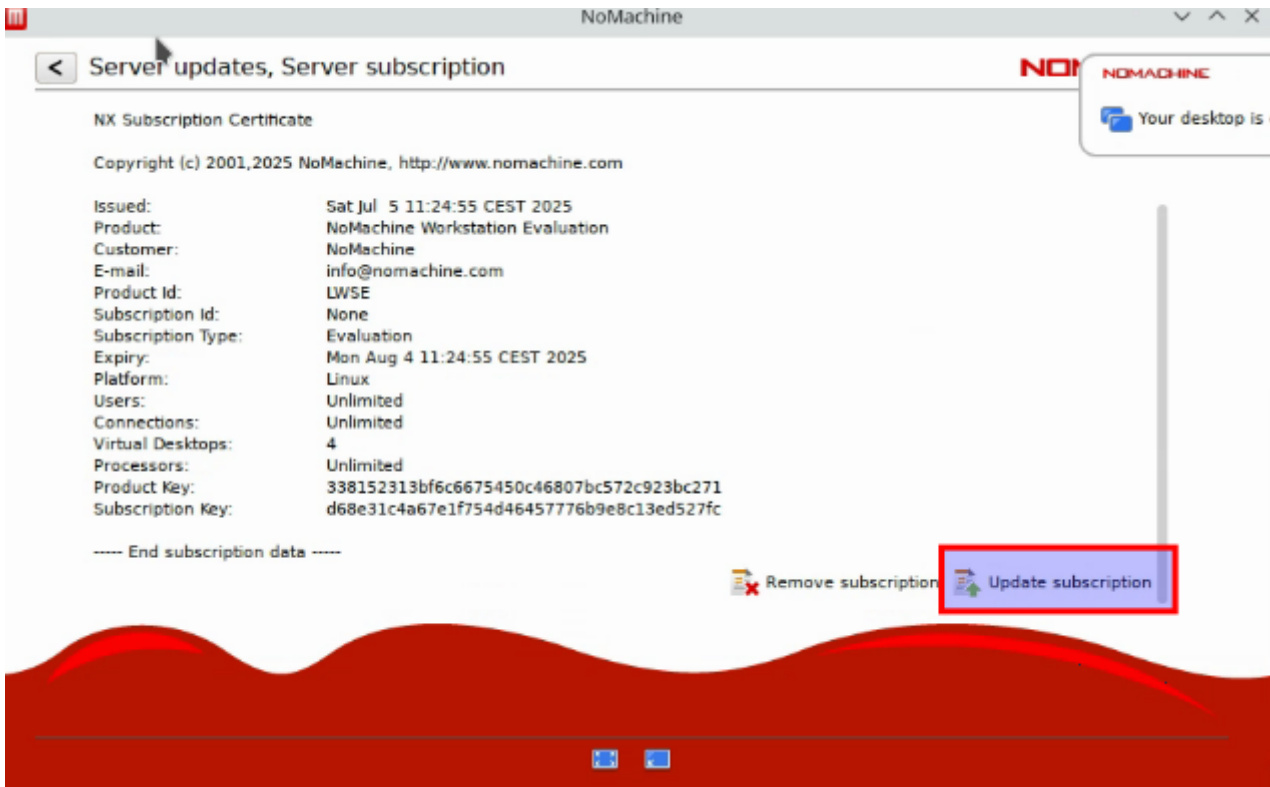 NoMachine
Server updates, Server subscription
NOMACHINE
Your desktop is
NX Subscription Certificate
Copyright (c) 2001,2025 NoMachine, http://www.nomachine.com
Issued: Sat Jul 5 11:24:55 CEST 2025
Product: NoMachine Workstation Evaluation
Customer: NoMachine
E-mail: info@nomachine.com
Product Id: LWSE
Subscription Id: None
Subscription Type: Evaluation
Expiry: Mon Aug 4 11:24:55 CEST 2025
Platform: Linux
Users: Unlimited
Connections: Unlimited
Virtual Desktops: 4
Processors: Unlimited
Product Key: 338152313bf6c6675450c46807bc572c923bc271
Subscription Key: d68e31c4a67e1f754d46457776b9e8c13ed527fc
----- End subscription data -----
Remove subscription Update subscription